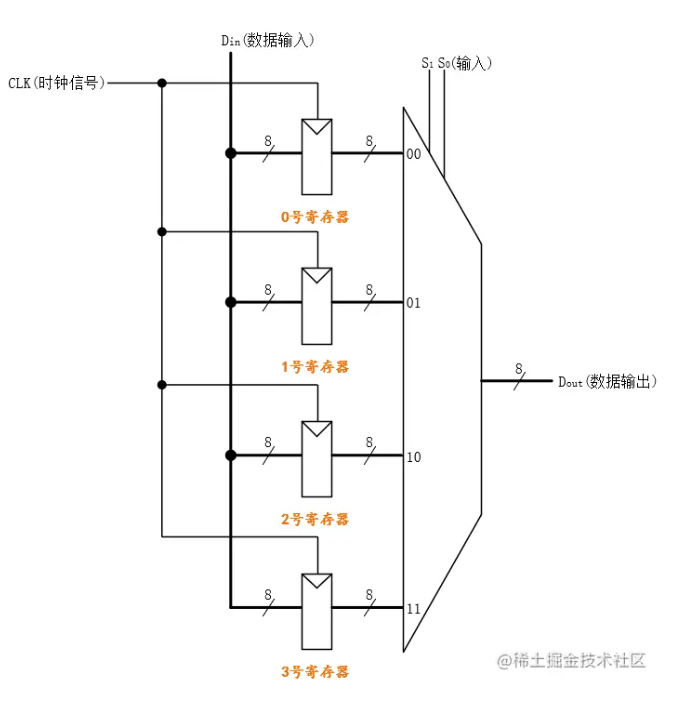 Din(数据输入)
S1 S0(输入)
CLK(时钟信号)
8 8 00
0号寄存器
8 8 01
1号寄存器
8 Dout(数据输出)
8 8 10
2号寄存器
8 8 11
3号寄存器
@稀土掘金技术社区